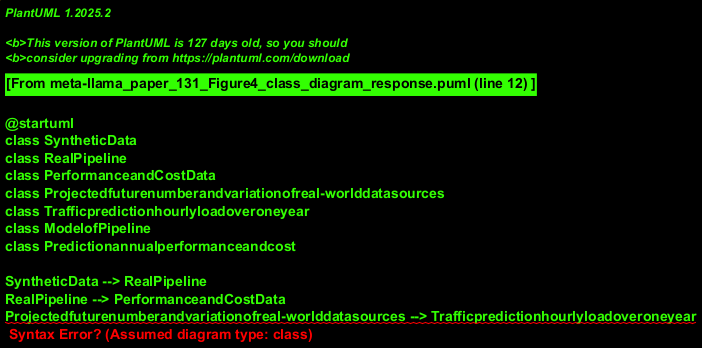 PlantUML 1.2025.2
<b>This version of PlantUML is 127 days old, so you should
<b>consider upgrading from https://plantuml.com/download
[From meta-llama_paper_131_Figure4_class_diagram_response.puml (line 12) ]
@startuml
class SyntheticData
class RealPipeline
class PerformanceandCostData
class Projectedfuturenumberandvariationofreal-worlddatasources
class Trafficpredictionhourlyloadoveroneyear
class ModelofPipeline
class Predictionannualperformanceandcost
SyntheticData --> RealPipeline
RealPipeline --> PerformanceandCostData
Projectedfuturenumberandvariationofreal-worlddatasources --> Trafficpredictionhourlyloadoveroneyear
Syntax Error? (Assumed diagram type: class)